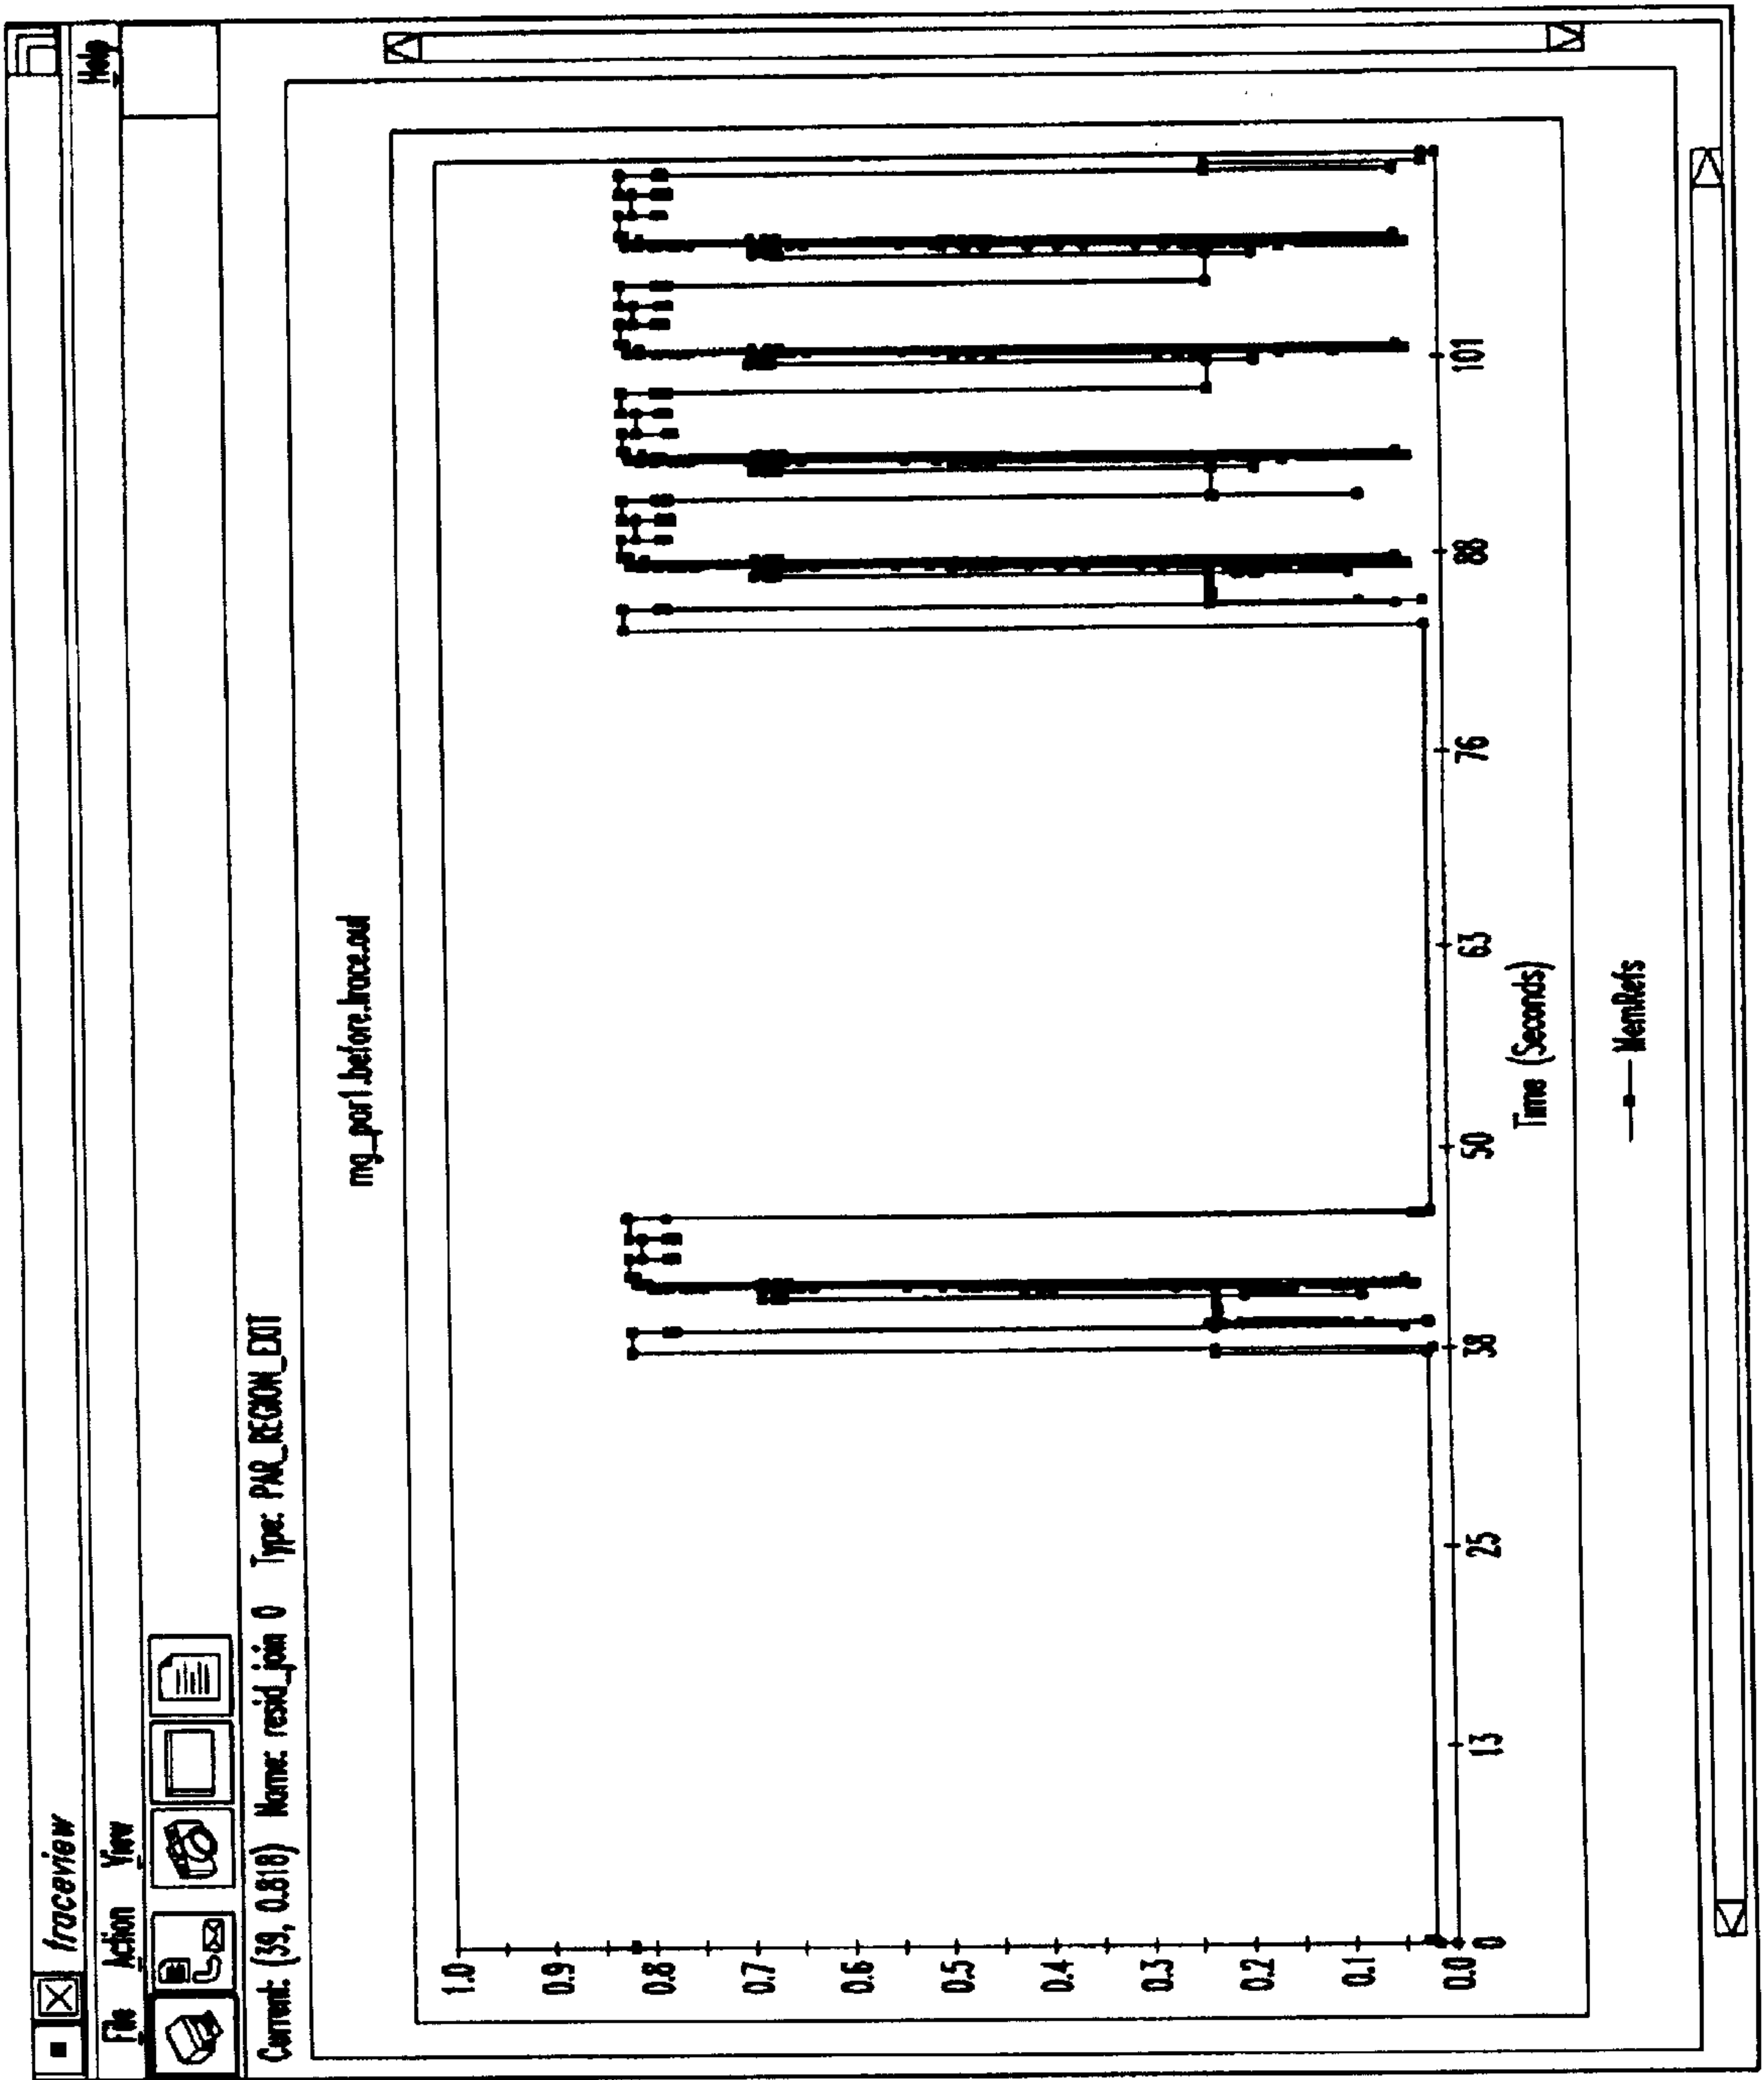 traceview
File Action View Help
Current: (39, 0.818) Name: resid_join 0 Type: PAR_REGION_EXIT
mg_par1.before.trace.out
1.0
0.9
0.8
0.7
0.6
0.5
0.4
0.3
0.2
0.1
0.0
0 13 25 38 50 63 76 88 101
Time (Seconds)
MemRefs